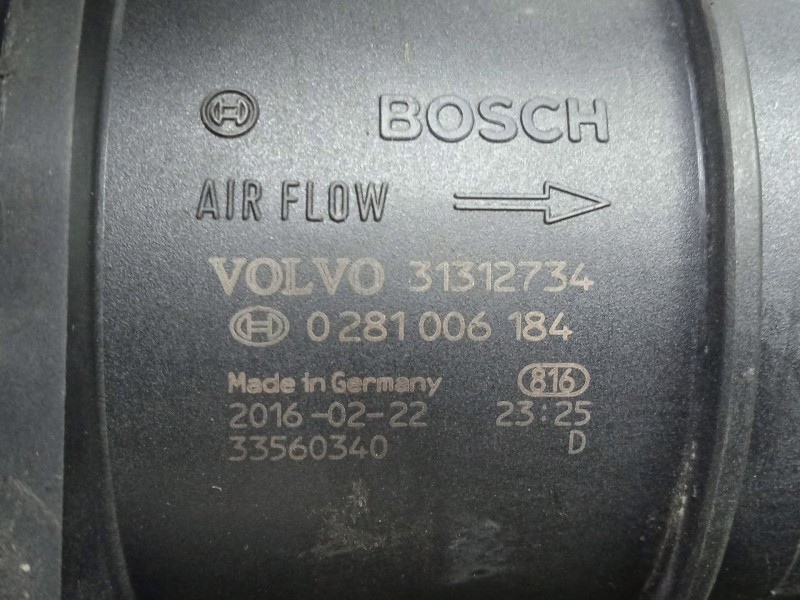 BOSCH
AIR FLOW
VOLVO 31312734
0 281 006 184
Made in Germany 816
2016-02-22 23:25
33560340 D